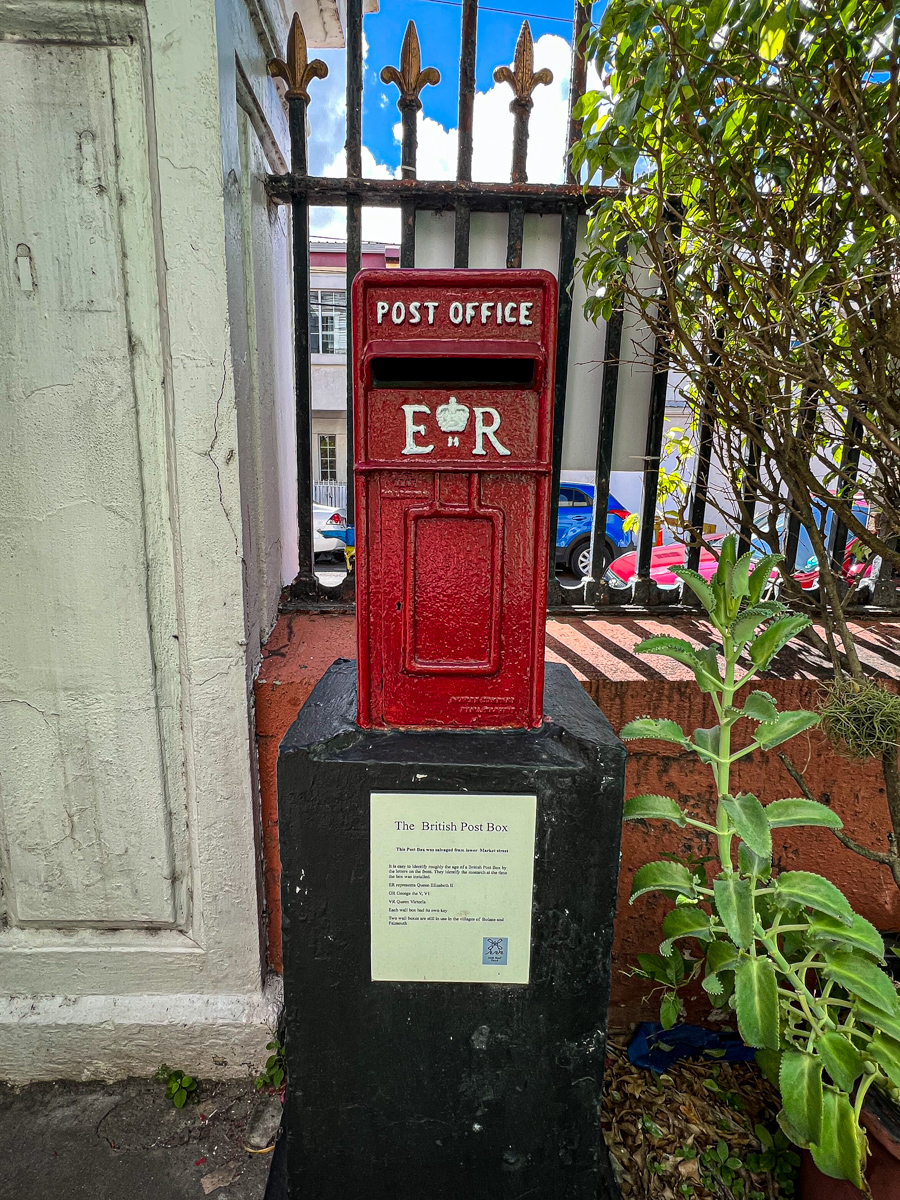 POST OFFICE
E II R
The British Post Box
This Post Box was salvaged from lower Market street
It is easy to identify roughly the age of a British Post Box by
the letters on the front. They identify the monarch at the time
the box was installed.
ER represents Queen Elizabeth II
GR George the V, VI
VR Queen Victoria
Each wall box had its own key
Two wall boxes are still in use in the villages of Bolans and
Falmouth